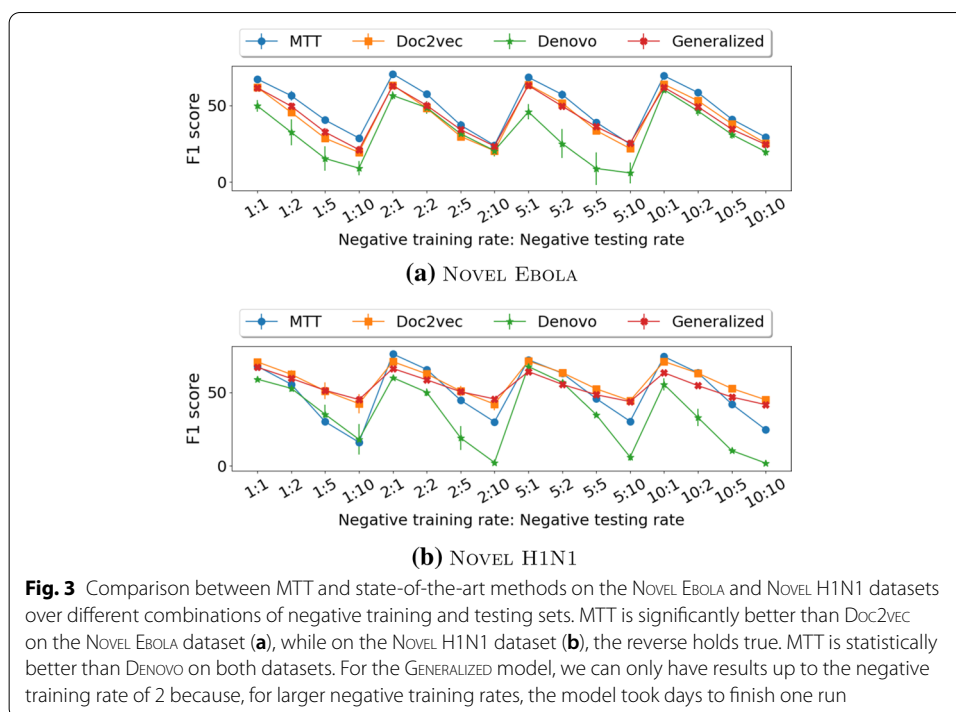 MTT Doc2vec Denovo Generalized
F1 score
50
0
1:1 1:2 1:5 1:10 2:1 2:2 2:5 2:10 5:1 5:2 5:5 5:10 10:1 10:2 10:5 10:10
Negative training rate: Negative testing rate
(a) NOVEL EBOLA
MTT Doc2vec Denovo Generalized
F1 score
50
0
1:1 1:2 1:5 1:10 2:1 2:2 2:5 2:10 5:1 5:2 5:5 5:10 10:1 10:2 10:5 10:10
Negative training rate: Negative testing rate
(b) NOVEL H1N1
Fig. 3 Comparison between MTT and state-of-the-art methods on the NOVEL EBOLA and NOVEL H1N1 datasets
over different combinations of negative training and testing sets. MTT is significantly better than DOC2VEC
on the NOVEL EBOLA dataset (a), while on the NOVEL H1N1 dataset (b), the reverse holds true. MTT is statistically
better than DENOVO on both datasets. For the GENERALIZED model, we can only have results up to the negative
training rate of 2 because, for larger negative training rates, the model took days to finish one run